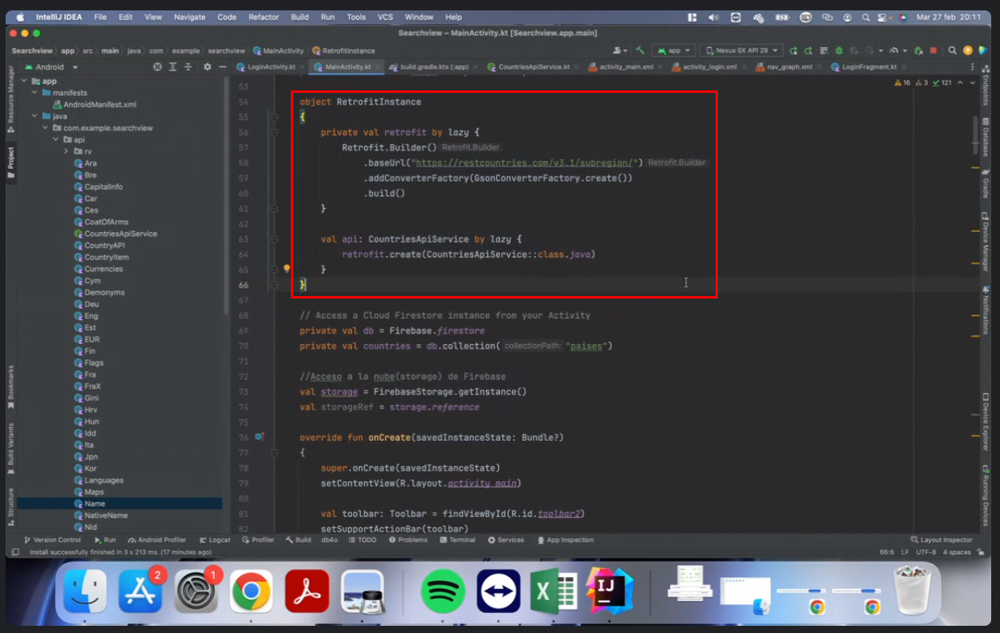 IntelliJ IDEA File Edit View Navigate Code Refactor Build Run Tools VCS Window Help Mar 27 feb 20:11
Searchview – MainActivity.kt [Searchview.app.main]
Searchview app src main java com example searchview MainActivity RetrofitInstance app Nexus 5X API 29
Android LoginActivity.kt MainActivity.kt build.gradle.kts (:app) CountriesApiService.kt activity_main.xml activity_login.xml nav_graph.xml LoginFragment.kt
16 3 121
Resource Manager
Project
Bookmarks
Build Variants
Structure
app
manifests
AndroidManifest.xml
java
com.example.searchview
api
rv
Ara
Bre
CapitalInfo
Car
Ces
CoatOfArms
CountriesApiService
CountryAPI
CountryItem
Currencies
Cym
Demonyms
Deu
Eng
Est
EUR
Fin
Flags
Fra
FraX
Gini
Hrv
Hun
Idd
Ita
Jpn
Kor
Languages
Maps
Name
NativeName
Nld
53
54 object RetrofitInstance
55 {
56 private val retrofit by lazy {
57 Retrofit.Builder() Retrofit.Builder
58 .baseUrl("https://restcountries.com/v3.1/subregion/") Retrofit.Builder
59 .addConverterFactory(GsonConverterFactory.create())
60 .build()
61 }
62
63 val api: CountriesApiService by lazy {
64 retrofit.create(CountriesApiService::class.java)
65 }
66 }
67
68 // Access a Cloud Firestore instance from your Activity
69 private val db = Firebase.firestore
70 private val countries = db.collection( collectionPath: "paises")
71
72 //Acceso a la nube(storage) de Firebase
73 val storage = FirebaseStorage.getInstance()
74 val storageRef = storage.reference
75
76 override fun onCreate(savedInstanceState: Bundle?)
77 {
78 super.onCreate(savedInstanceState)
79 setContentView(R.layout.activity_main)
80
81 val toolbar: Toolbar = findViewById(R.id.toolbar2)
82 setSupportActionBar(toolbar)
Endpoints
Database
Gradle
Device Manager
Notifications
Device Explorer
Running Devices
Version Control Run Android Profiler Logcat Profiler Build db4o TODO Problems Terminal Services App Inspection Layout Inspector
Install successfully finished in 3 s 213 ms. (17 minutes ago) 66:6 LF UTF-8 4 spaces
2
1
IJ